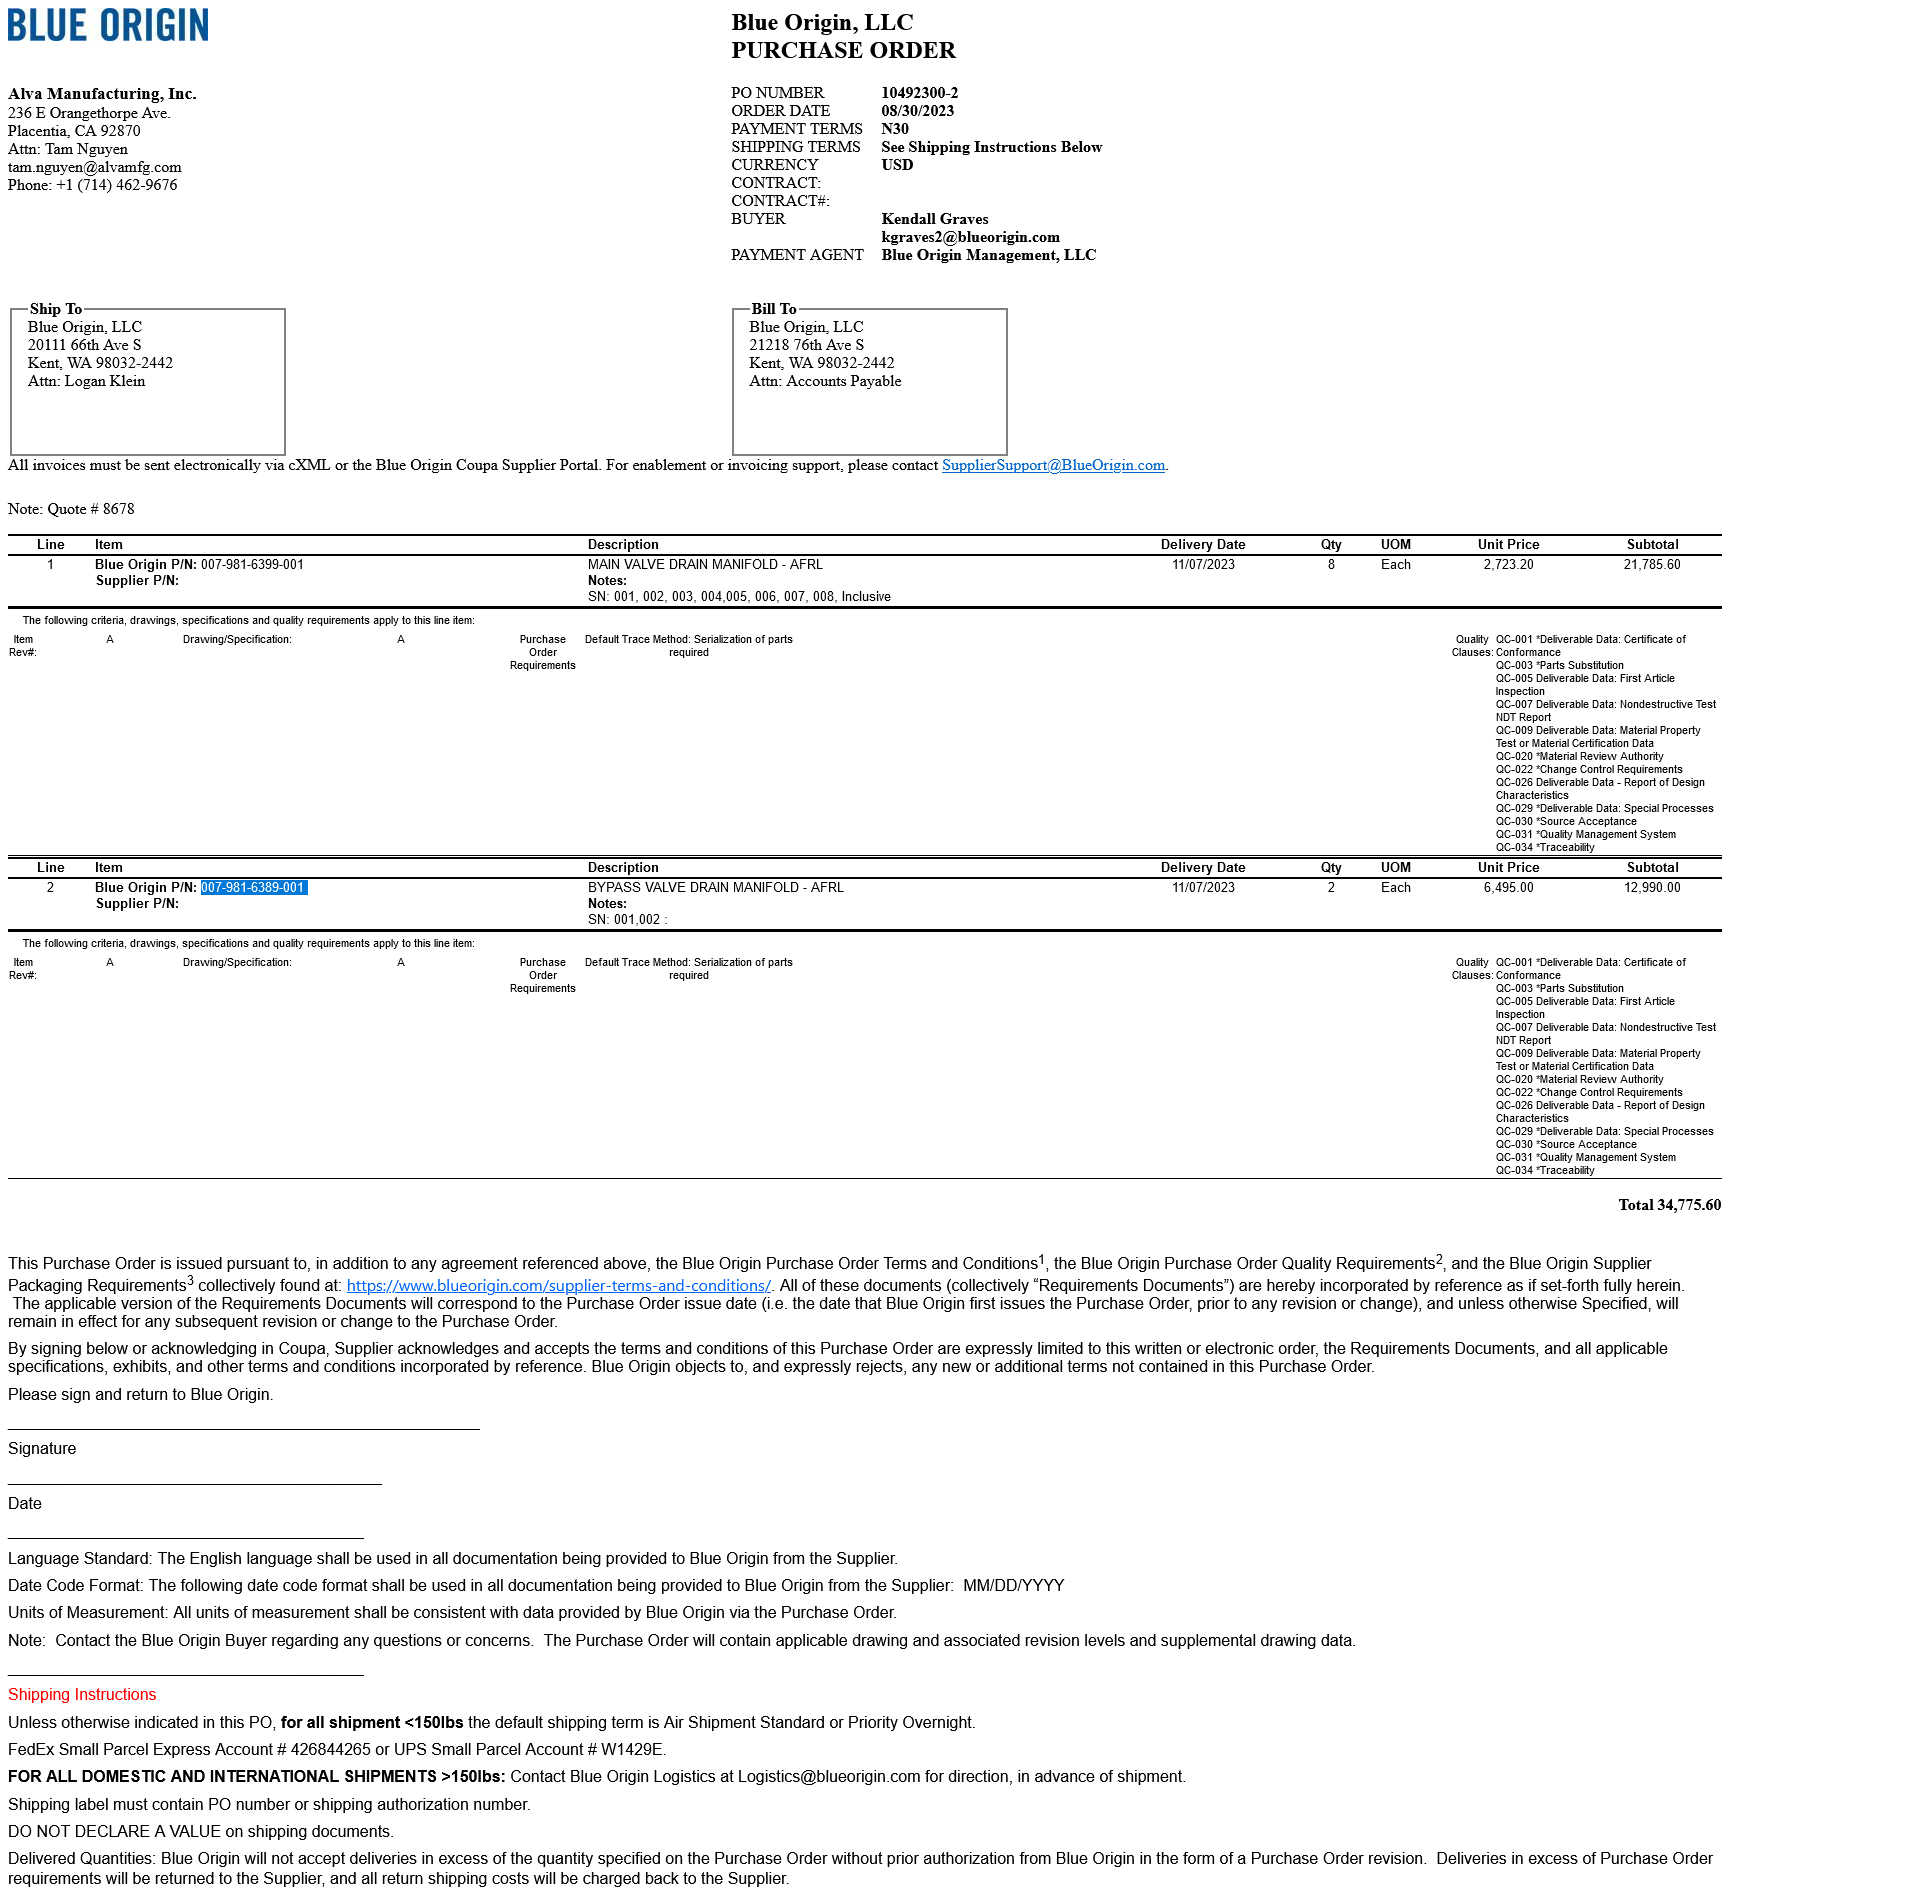 BLUE ORIGIN
Blue Origin, LLC
PURCHASE ORDER
Alva Manufacturing, Inc.
236 E Orangethorpe Ave.
Placentia, CA 92870
Attn: Tam Nguyen
tam.nguyen@alvamfg.com
Phone: +1 (714) 462-9676
PO NUMBER 10492300-2
ORDER DATE 08/30/2023
PAYMENT TERMS N30
SHIPPING TERMS See Shipping Instructions Below
CURRENCY USD
CONTRACT:
CONTRACT#:
BUYER Kendall Graves
kgraves2@blueorigin.com
PAYMENT AGENT Blue Origin Management, LLC
Ship To
Blue Origin, LLC
20111 66th Ave S
Kent, WA 98032-2442
Attn: Logan Klein
Bill To
Blue Origin, LLC
21218 76th Ave S
Kent, WA 98032-2442
Attn: Accounts Payable
All invoices must be sent electronically via cXML or the Blue Origin Coupa Supplier Portal. For enablement or invoicing support, please contact SupplierSupport@BlueOrigin.com.
Note: Quote # 8678
Line Item Description Delivery Date Qty UOM Unit Price Subtotal
1 Blue Origin P/N: 007-981-6399-001 MAIN VALVE DRAIN MANIFOLD - AFRL 11/07/2023 8 Each 2,723.20 21,785.60
Supplier P/N: Notes:
SN: 001, 002, 003, 004,005, 006, 007, 008, Inclusive
The following criteria, drawings, specifications and quality requirements apply to this line item:
Item A Drawing/Specification: A Purchase Default Trace Method: Serialization of parts Quality QC-001 *Deliverable Data: Certificate of
Rev#: Order required Clauses: Conformance
Requirements QC-003 *Parts Substitution
QC-005 Deliverable Data: First Article
Inspection
QC-007 Deliverable Data: Nondestructive Test
NDT Report
QC-009 Deliverable Data: Material Property
Test or Material Certification Data
QC-020 *Material Review Authority
QC-022 *Change Control Requirements
QC-026 Deliverable Data - Report of Design
Characteristics
QC-029 *Deliverable Data: Special Processes
QC-030 *Source Acceptance
QC-031 *Quality Management System
QC-034 *Traceability
Line Item Description Delivery Date Qty UOM Unit Price Subtotal
2 Blue Origin P/N: 007-981-6389-001 BYPASS VALVE DRAIN MANIFOLD - AFRL 11/07/2023 2 Each 6,495.00 12,990.00
Supplier P/N: Notes:
SN: 001,002 :
The following criteria, drawings, specifications and quality requirements apply to this line item:
Item A Drawing/Specification: A Purchase Default Trace Method: Serialization of parts Quality QC-001 *Deliverable Data: Certificate of
Rev#: Order required Clauses: Conformance
Requirements QC-003 *Parts Substitution
QC-005 Deliverable Data: First Article
Inspection
QC-007 Deliverable Data: Nondestructive Test
NDT Report
QC-009 Deliverable Data: Material Property
Test or Material Certification Data
QC-020 *Material Review Authority
QC-022 *Change Control Requirements
QC-026 Deliverable Data - Report of Design
Characteristics
QC-029 *Deliverable Data: Special Processes
QC-030 *Source Acceptance
QC-031 *Quality Management System
QC-034 *Traceability
Total 34,775.60
This Purchase Order is issued pursuant to, in addition to any agreement referenced above, the Blue Origin Purchase Order Terms and Conditions1, the Blue Origin Purchase Order Quality Requirements2, and the Blue Origin Supplier
Packaging Requirements3 collectively found at: https://www.blueorigin.com/supplier-terms-and-conditions/. All of these documents (collectively “Requirements Documents”) are hereby incorporated by reference as if set-forth fully herein.
The applicable version of the Requirements Documents will correspond to the Purchase Order issue date (i.e. the date that Blue Origin first issues the Purchase Order, prior to any revision or change), and unless otherwise Specified, will
remain in effect for any subsequent revision or change to the Purchase Order.
By signing below or acknowledging in Coupa, Supplier acknowledges and accepts the terms and conditions of this Purchase Order are expressly limited to this written or electronic order, the Requirements Documents, and all applicable
specifications, exhibits, and other terms and conditions incorporated by reference. Blue Origin objects to, and expressly rejects, any new or additional terms not contained in this Purchase Order.
Please sign and return to Blue Origin.
Signature
Date
Language Standard: The English language shall be used in all documentation being provided to Blue Origin from the Supplier.
Date Code Format: The following date code format shall be used in all documentation being provided to Blue Origin from the Supplier: MM/DD/YYYY
Units of Measurement: All units of measurement shall be consistent with data provided by Blue Origin via the Purchase Order.
Note: Contact the Blue Origin Buyer regarding any questions or concerns. The Purchase Order will contain applicable drawing and associated revision levels and supplemental drawing data.
Shipping Instructions
Unless otherwise indicated in this PO, for all shipment <150lbs the default shipping term is Air Shipment Standard or Priority Overnight.
FedEx Small Parcel Express Account # 426844265 or UPS Small Parcel Account # W1429E.
FOR ALL DOMESTIC AND INTERNATIONAL SHIPMENTS >150lbs: Contact Blue Origin Logistics at Logistics@blueorigin.com for direction, in advance of shipment.
Shipping label must contain PO number or shipping authorization number.
DO NOT DECLARE A VALUE on shipping documents.
Delivered Quantities: Blue Origin will not accept deliveries in excess of the quantity specified on the Purchase Order without prior authorization from Blue Origin in the form of a Purchase Order revision. Deliveries in excess of Purchase Order
requirements will be returned to the Supplier, and all return shipping costs will be charged back to the Supplier.